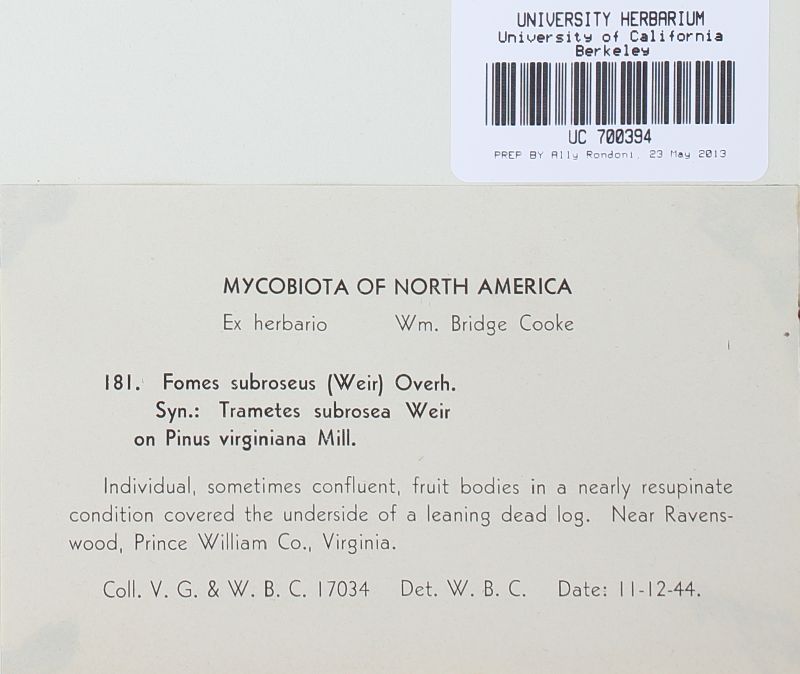 UNIVERSITY HERBARIUM
University of California
Berkeley
UC 700394
PREP BY Ally Rondoni, 23 May 2013
MYCOBIOTA OF NORTH AMERICA
Ex herbario Wm. Bridge Cooke
181. Fomes subroseus (Weir) Overh.
Syn.: Trametes subrosea Weir
on Pinus virginiana Mill.
Individual, sometimes confluent, fruit bodies in a nearly resupinate
condition covered the underside of a leaning dead log. Near Ravens-
wood, Prince William Co., Virginia.
Coll. V. G. & W. B. C. 17034 Det. W. B. C. Date: 11-12-44.